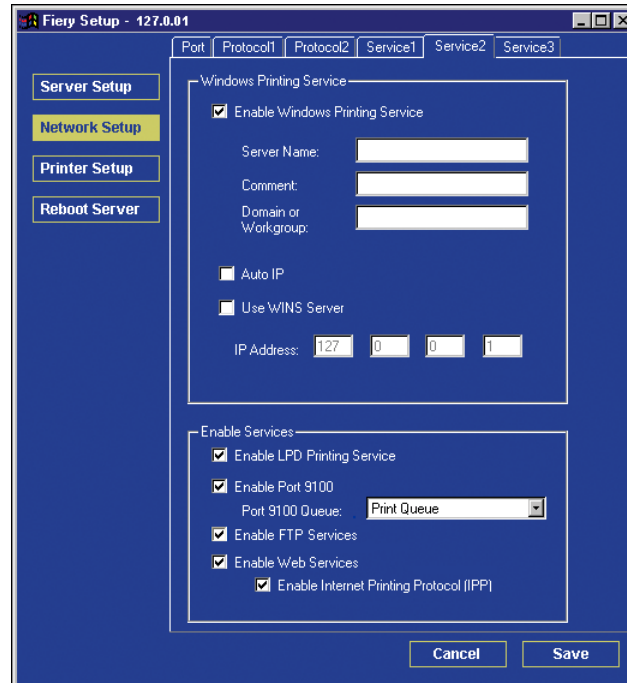 Fiery Setup - 127.0.01
Port Protocol1 Protocol2 Service1 Service2 Service3
Server Setup
Network Setup
Printer Setup
Reboot Server
Windows Printing Service
Enable Windows Printing Service
Server Name:
Comment:
Domain or
Workgroup:
Auto IP
Use WINS Server
IP Address: 127 0 0 1
Enable Services
Enable LPD Printing Service
Enable Port 9100
Port 9100 Queue: Print Queue
Enable FTP Services
Enable Web Services
Enable Internet Printing Protocol (IPP)
Cancel Save